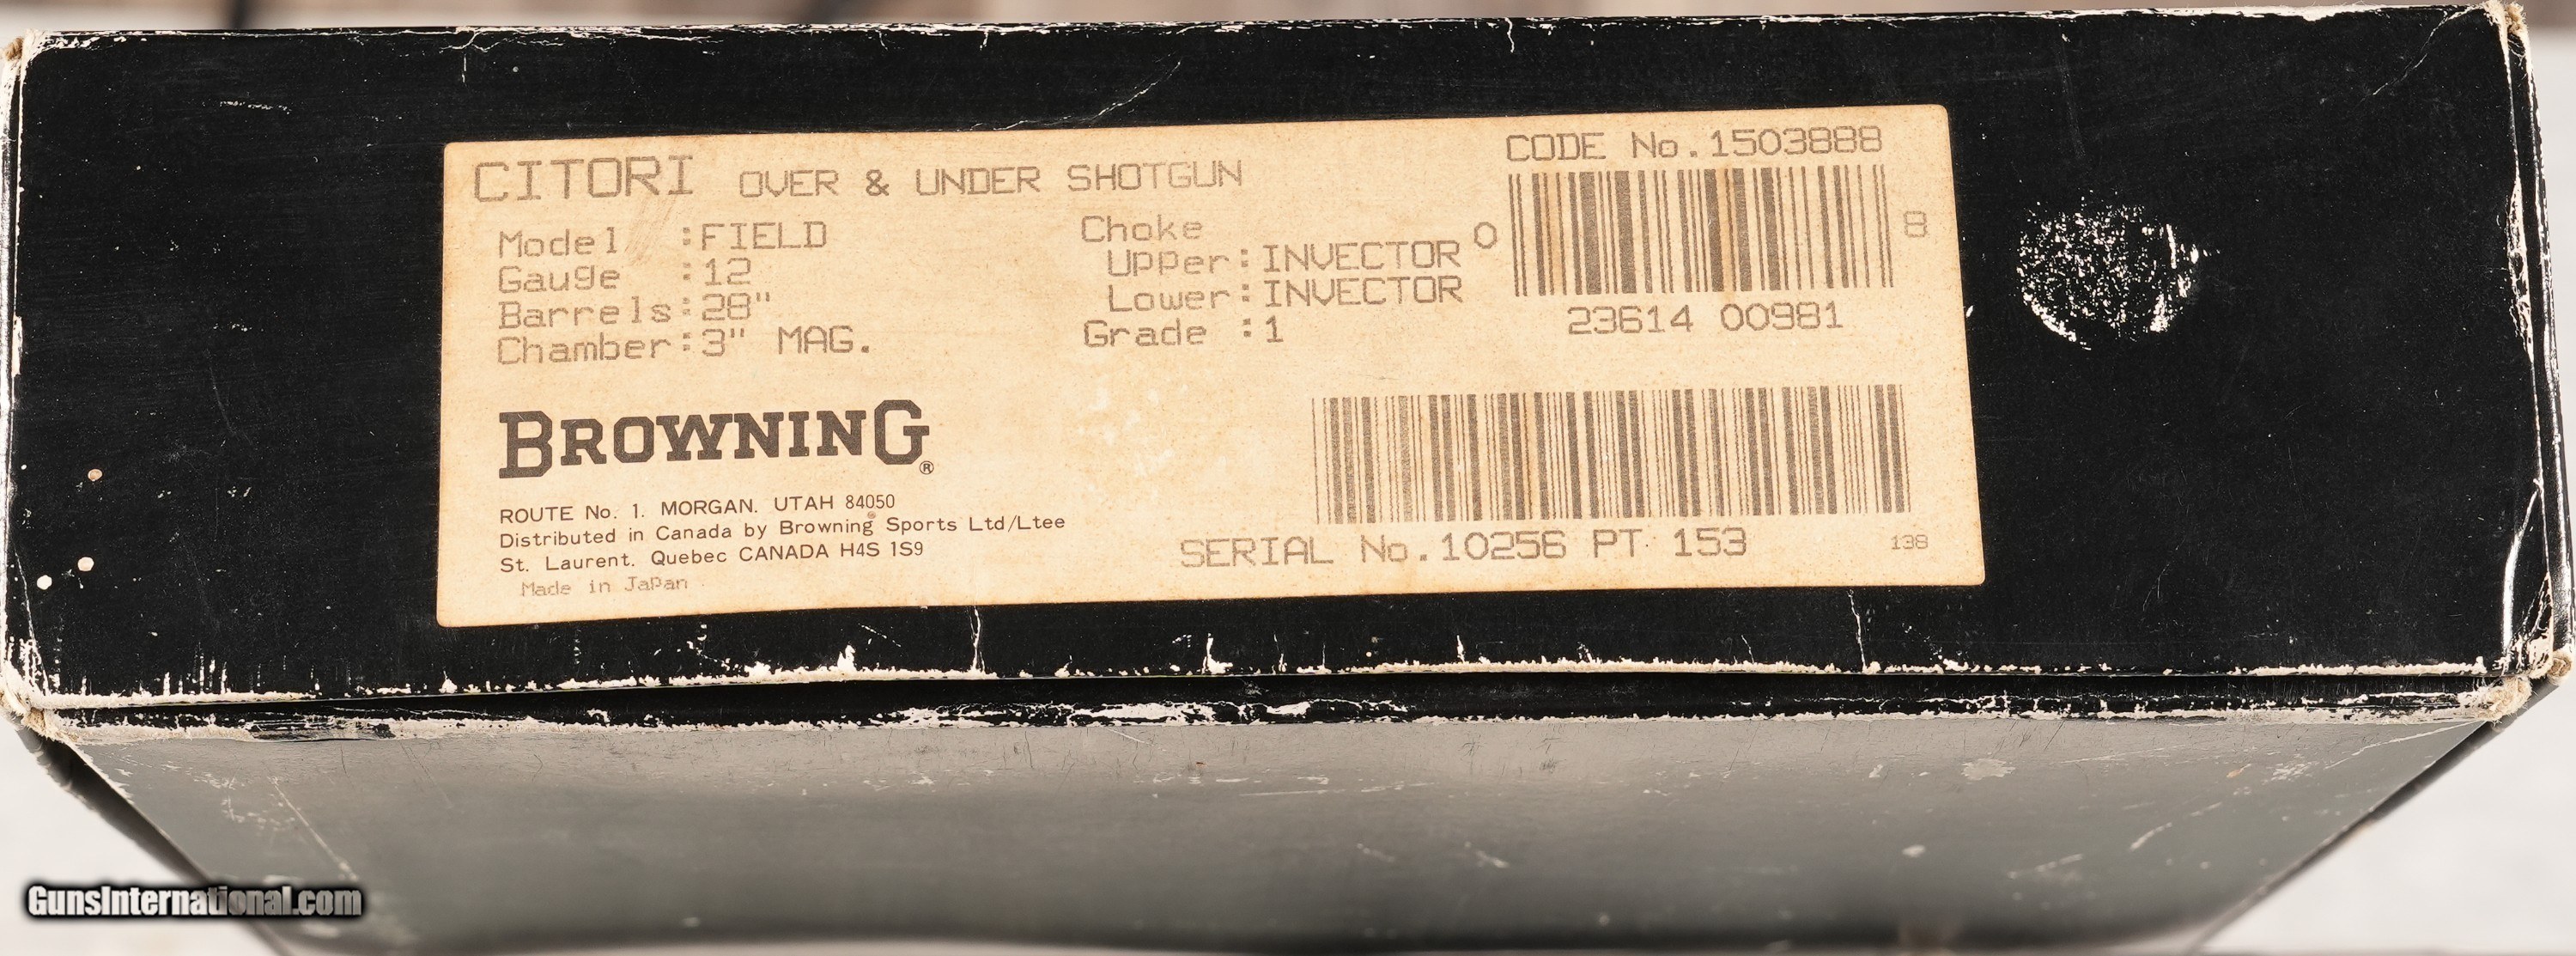 CITORI OVER & UNDER SHOTGUN
CODE No.1503888
Model :FIELD
Gauge :12
Barrels:28"
Chamber:3" MAG.
Choke
Upper:INVECTOR
Lower:INVECTOR
Grade :1
0 8
23614 00981
BROWNING®
ROUTE No. 1. MORGAN. UTAH 84050
Distributed in Canada by Browning Sports Ltd/Ltee
St. Laurent. Quebec CANADA H4S 1S9
Made in Japan
SERIAL No.10256 PT 153
138
GunsInternational.com